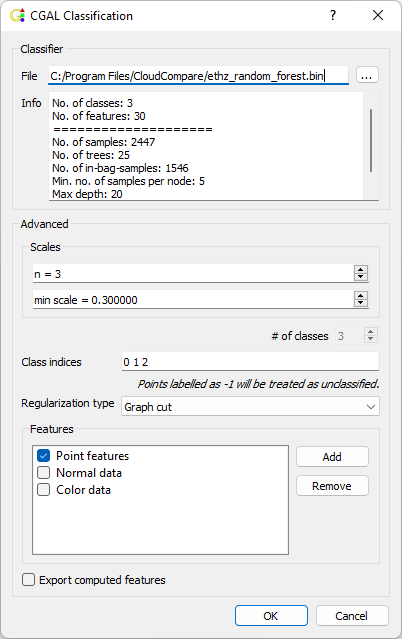 CGAL Classification
?
Classifier
File C:/Program Files/CloudCompare/ethz_random_forest.bin ...
Info No. of classes: 3
No. of features: 30
====================
No. of samples: 2447
No. of trees: 25
No. of in-bag-samples: 1546
Min. no. of samples per node: 5
Max depth: 20
Advanced
Scales
n = 3
min scale = 0.300000
# of classes 3
Class indices 0 1 2
Points labelled as -1 will be treated as unclassified.
Regularization type Graph cut
Features
Point features Add
Normal data
Color data Remove
Export computed features
OK Cancel